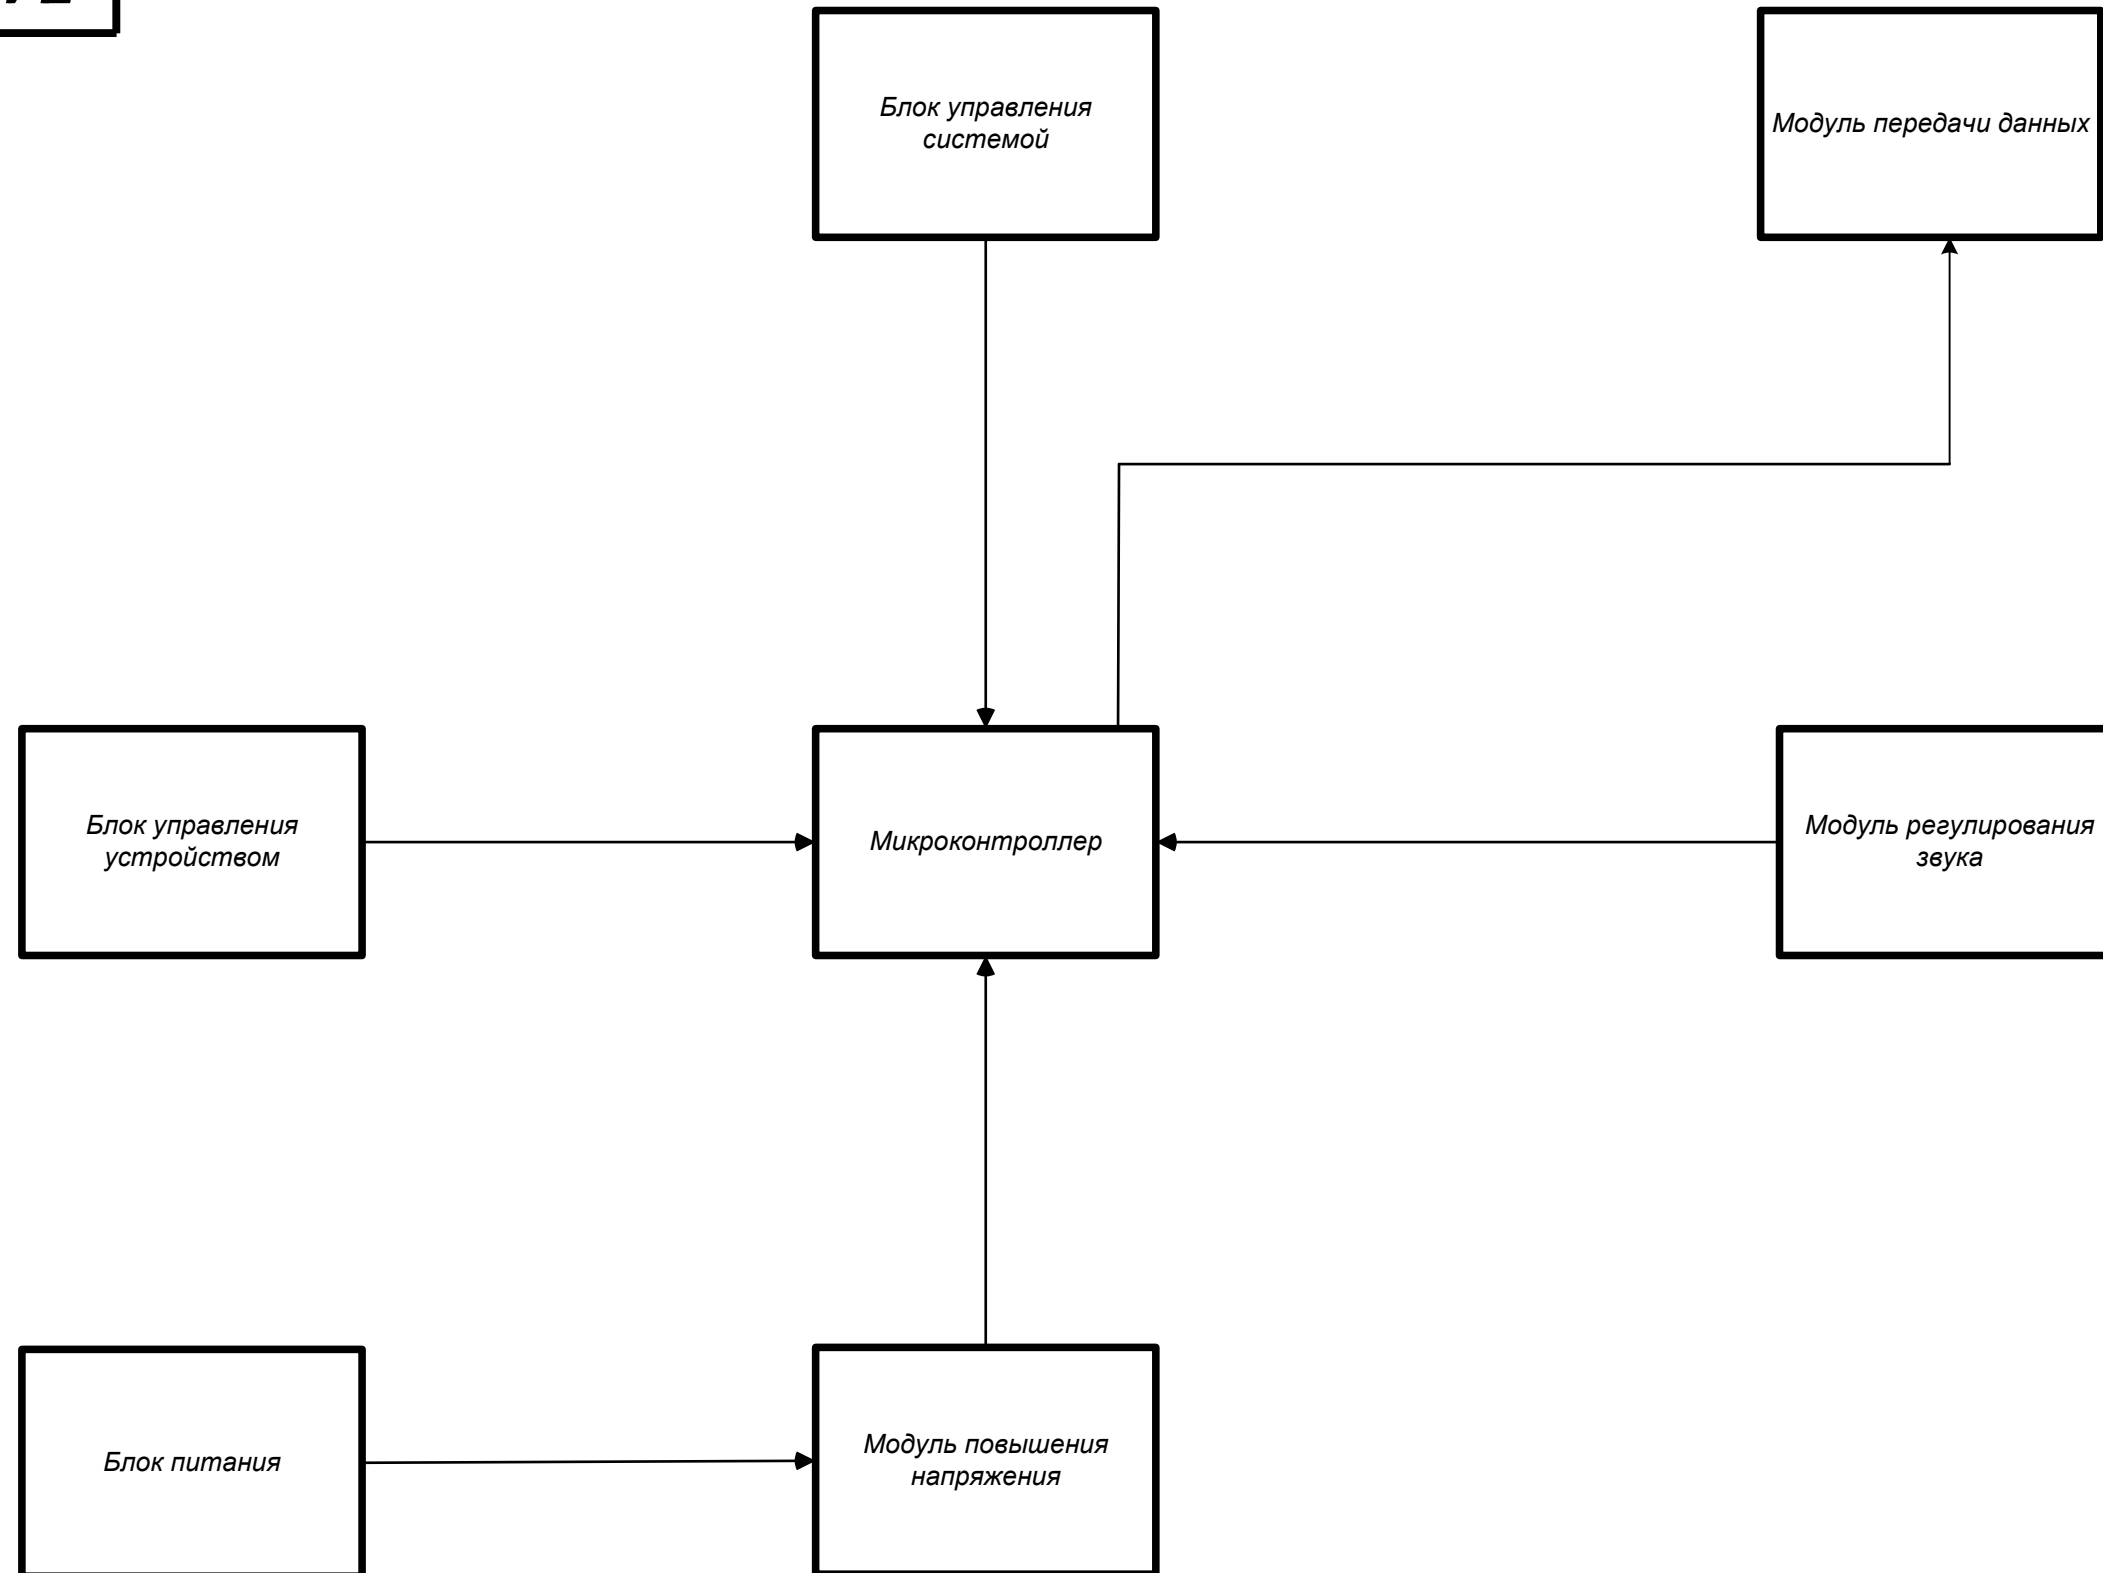 Блок управления
системой
Модуль передачи данных
Блок управления
устройством
Микроконтроллер
Модуль регулирования
звука
Блок питания
Модуль повышения
напряжения